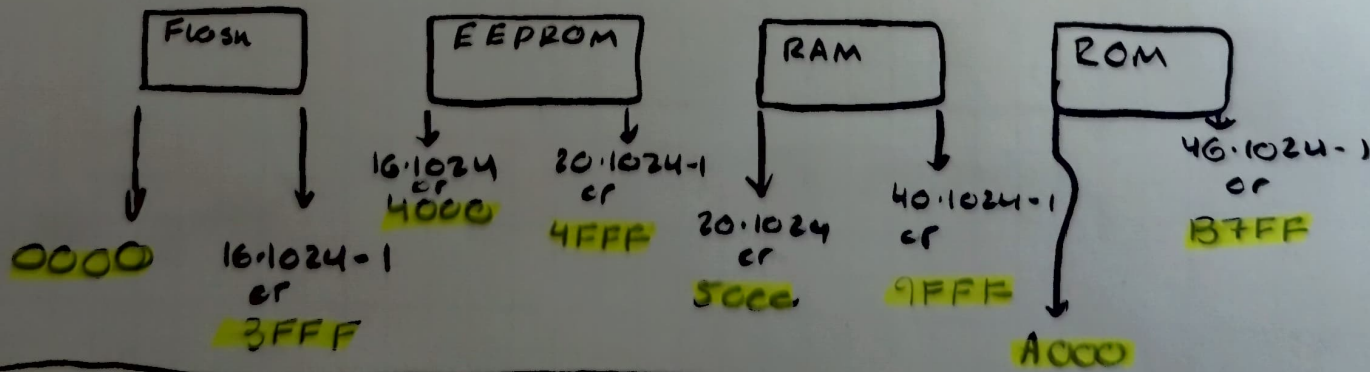 Flash
0000
16.1024-1
or
3FFF
EEPROM
16.1024
or
4000
20.1024-1
or
4FFF
RAM
20.1024
or
5000
40.1024-1
or
9FFF
ROM
A000
46.1024-1
or
B7FF